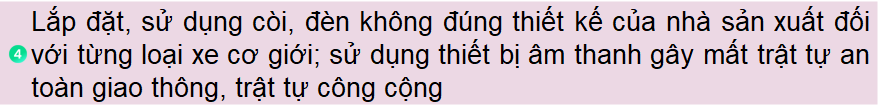 Lắp đặt, sử dụng còi, đèn không đúng thiết kế của nhà sản xuất đối
4 với từng loại xe cơ giới; sử dụng thiết bị âm thanh gây mất trật tự an
toàn giao thông, trật tự công cộng